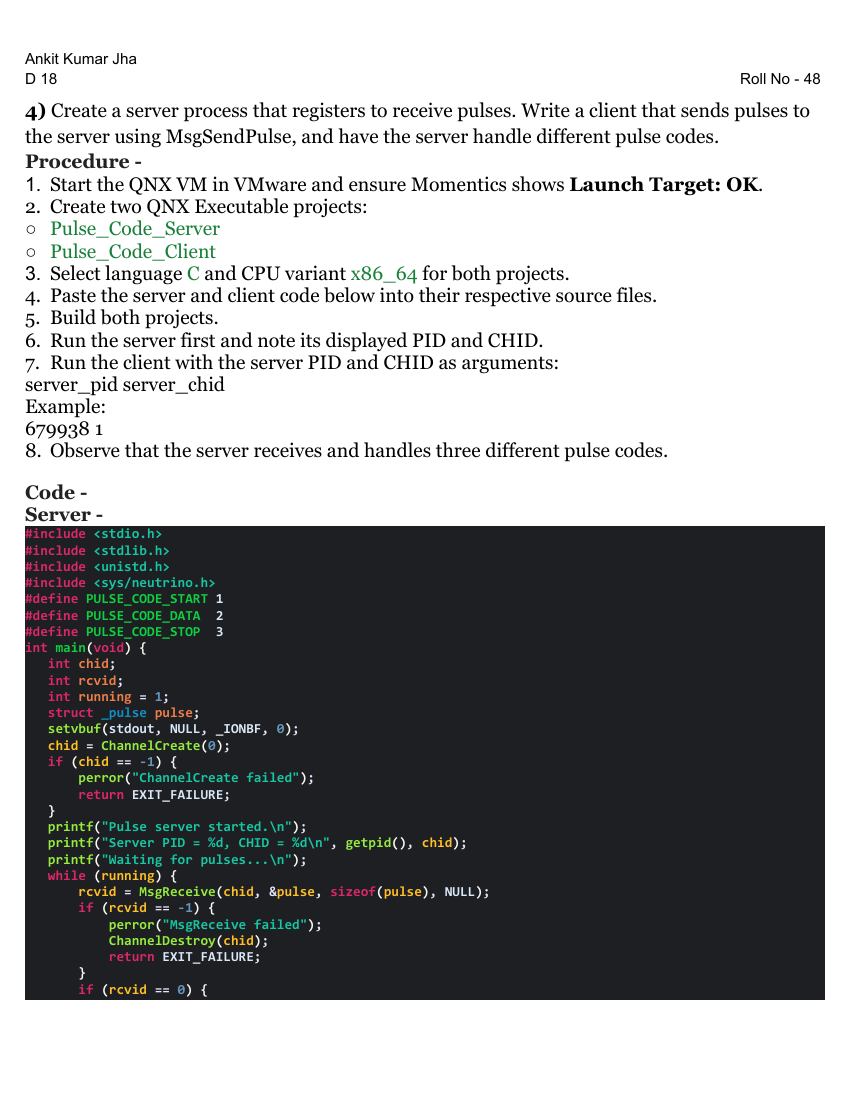 Ankit Kumar Jha
D 18
Roll No - 48
4) Create a server process that registers to receive pulses. Write a client that sends pulses to
the server using MsgSendPulse, and have the server handle different pulse codes.
Procedure -
1. Start the QNX VM in VMware and ensure Momentics shows Launch Target: OK.
2. Create two QNX Executable projects:
○ Pulse_Code_Server
○ Pulse_Code_Client
3. Select language C and CPU variant x86_64 for both projects.
4. Paste the server and client code below into their respective source files.
5. Build both projects.
6. Run the server first and note its displayed PID and CHID.
7. Run the client with the server PID and CHID as arguments:
server_pid server_chid
Example:
679938 1
8. Observe that the server receives and handles three different pulse codes.
Code -
Server -
#include <stdio.h>
#include <stdlib.h>
#include <unistd.h>
#include <sys/neutrino.h>
#define PULSE_CODE_START 1
#define PULSE_CODE_DATA  2
#define PULSE_CODE_STOP  3
int main(void) {
   int chid;
   int rcvid;
   int running = 1;
   struct _pulse pulse;
   setvbuf(stdout, NULL, _IONBF, 0);
   chid = ChannelCreate(0);
   if (chid == -1) {
       perror("ChannelCreate failed");
       return EXIT_FAILURE;
   }
   printf("Pulse server started.\n");
   printf("Server PID = %d, CHID = %d\n", getpid(), chid);
   printf("Waiting for pulses...\n");
   while (running) {
       rcvid = MsgReceive(chid, &pulse, sizeof(pulse), NULL);
       if (rcvid == -1) {
           perror("MsgReceive failed");
           ChannelDestroy(chid);
           return EXIT_FAILURE;
       }
       if (rcvid == 0) {